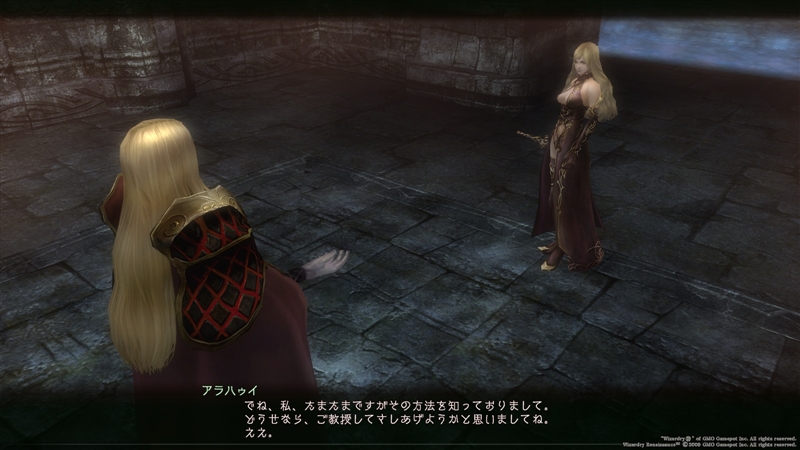 アラハゥイ
でね、私、たまたまですがその方法を知っておりまして。
どうせなら、ご教授してさしあげようかと思いましてね。
ええ。
"Wizardry®" of GMO Gamepot Inc. All rights reserved.
Wizardry Renaissance™ ©2009 GMO Gamepot Inc. All rights reserved.